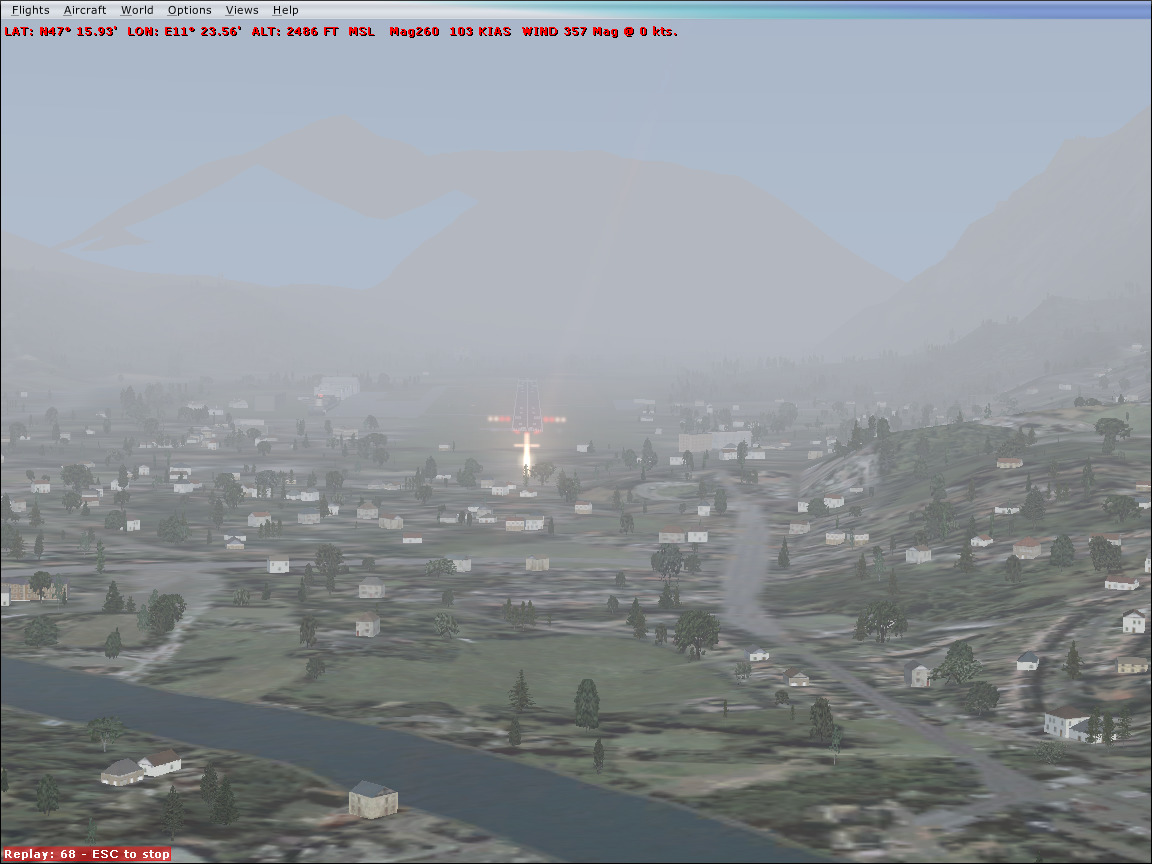 Flights Aircraft World Options Views Help
LAT: N47° 15.93' LON: E11° 23.56' ALT: 2486 FT MSL Mag260 103 KIAS WIND 357 Mag @ 0 kts.
Replay: 68 - ESC to stop